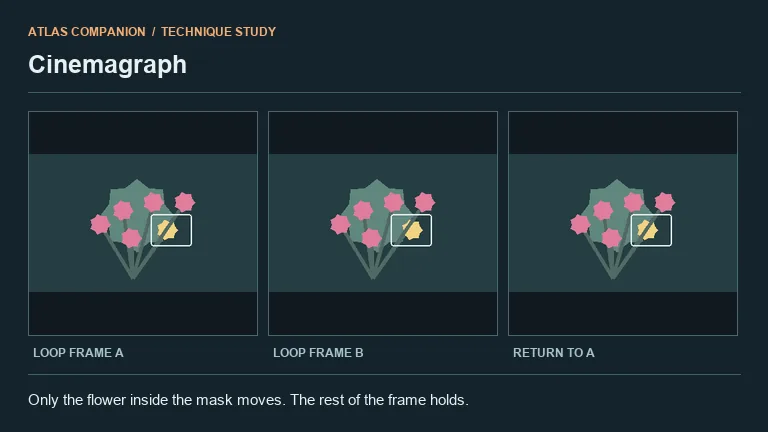 ATLAS COMPANION / TECHNIQUE STUDY
Cinemagraph
LOOP FRAME A
LOOP FRAME B
RETURN TO A
Only the flower inside the mask moves. The rest of the frame holds.